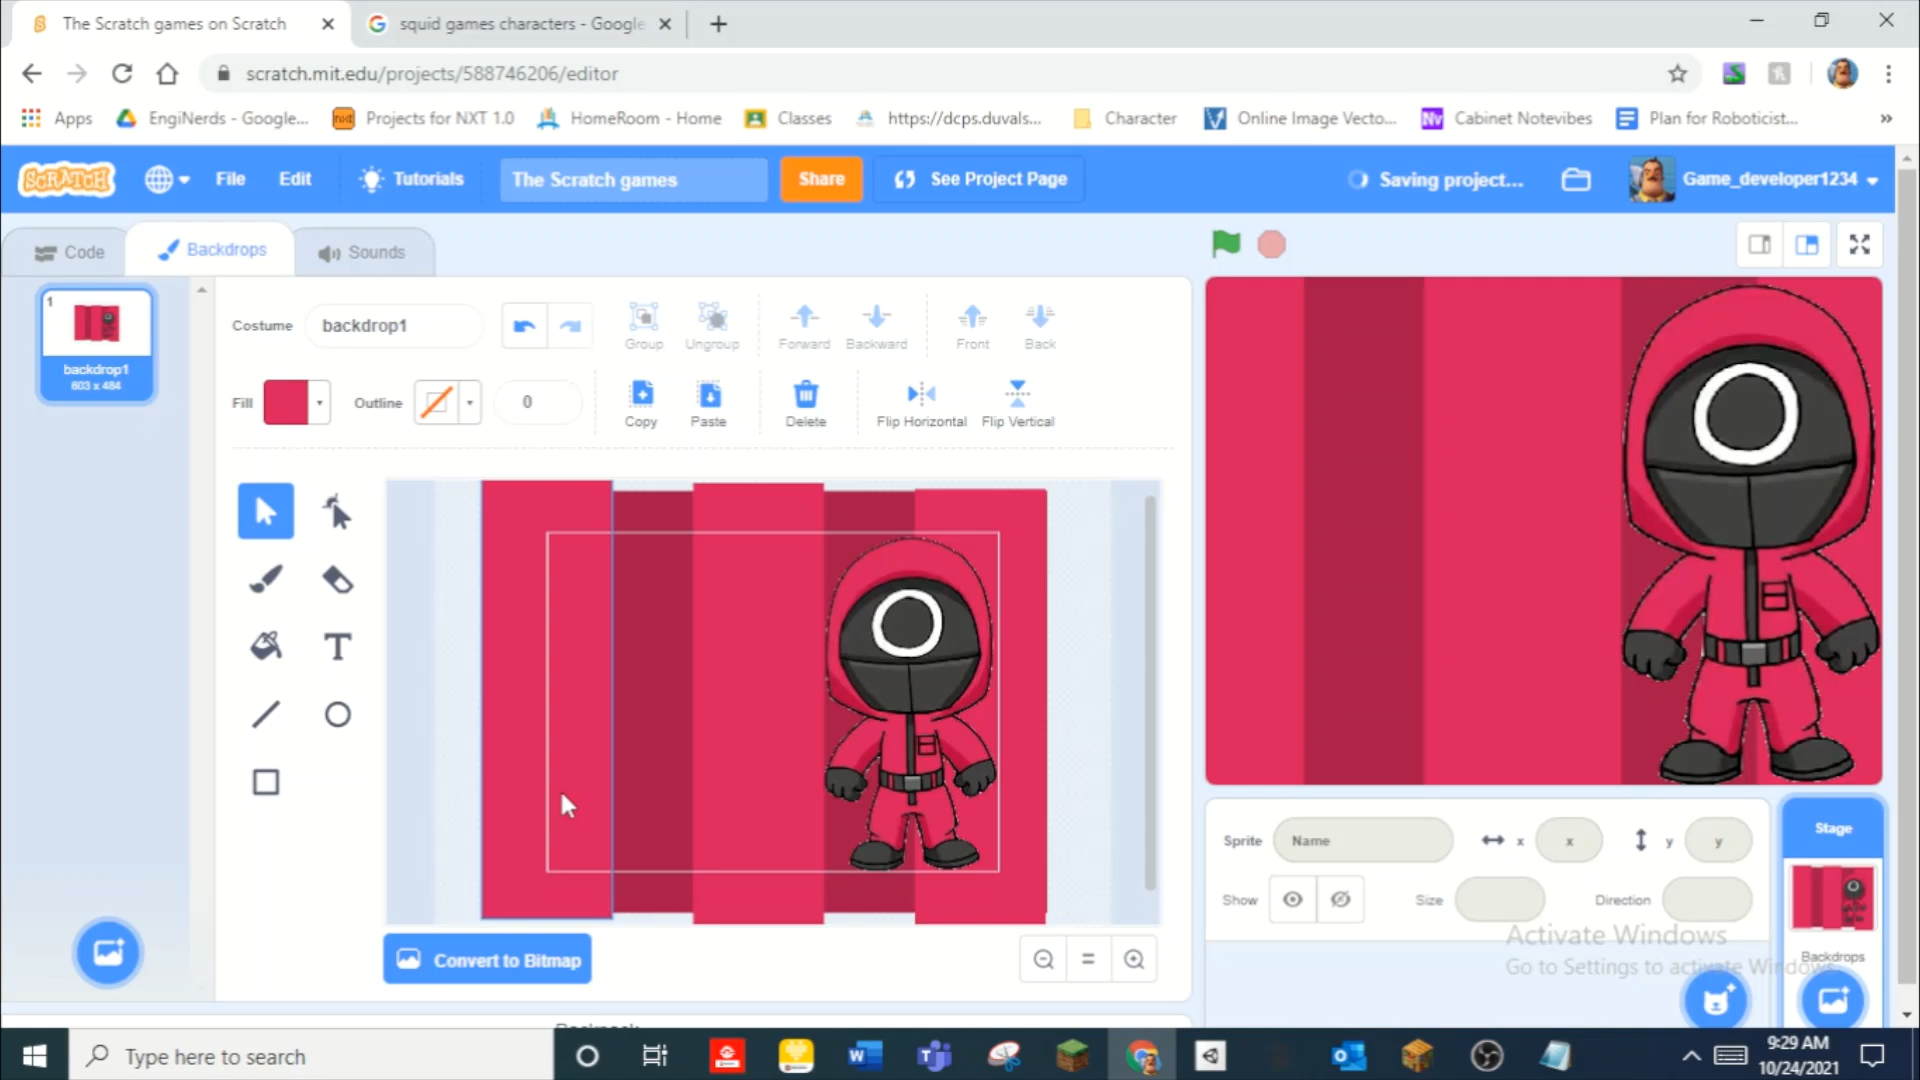 The Scratch games on Scratch
squid games characters - Google
scratch.mit.edu/projects/588746206/editor
Apps
EngiNerds - Google...
Projects for NXT 1.0
HomeRoom - Home
Classes
https://dcps.duvals...
Character
Online Image Vecto...
Cabinet Notevibes
Plan for Roboticist...
SCRATCH
File
Edit
Tutorials
The Scratch games
Share
See Project Page
Saving project...
Game_developer1234
Code
Backdrops
Sounds
1
backdrop1
603 x 484
Costume
backdrop1
Group
Ungroup
Forward
Backward
Front
Back
Fill
Outline
0
Copy
Paste
Delete
Flip Horizontal
Flip Vertical
T
Convert to Bitmap
Sprite
Name
x
x
y
y
Show
Size
Direction
Stage
Backdrops
Activate Windows
Go to Settings to activate Windows.
Type here to search
9:29 AM
10/24/2021